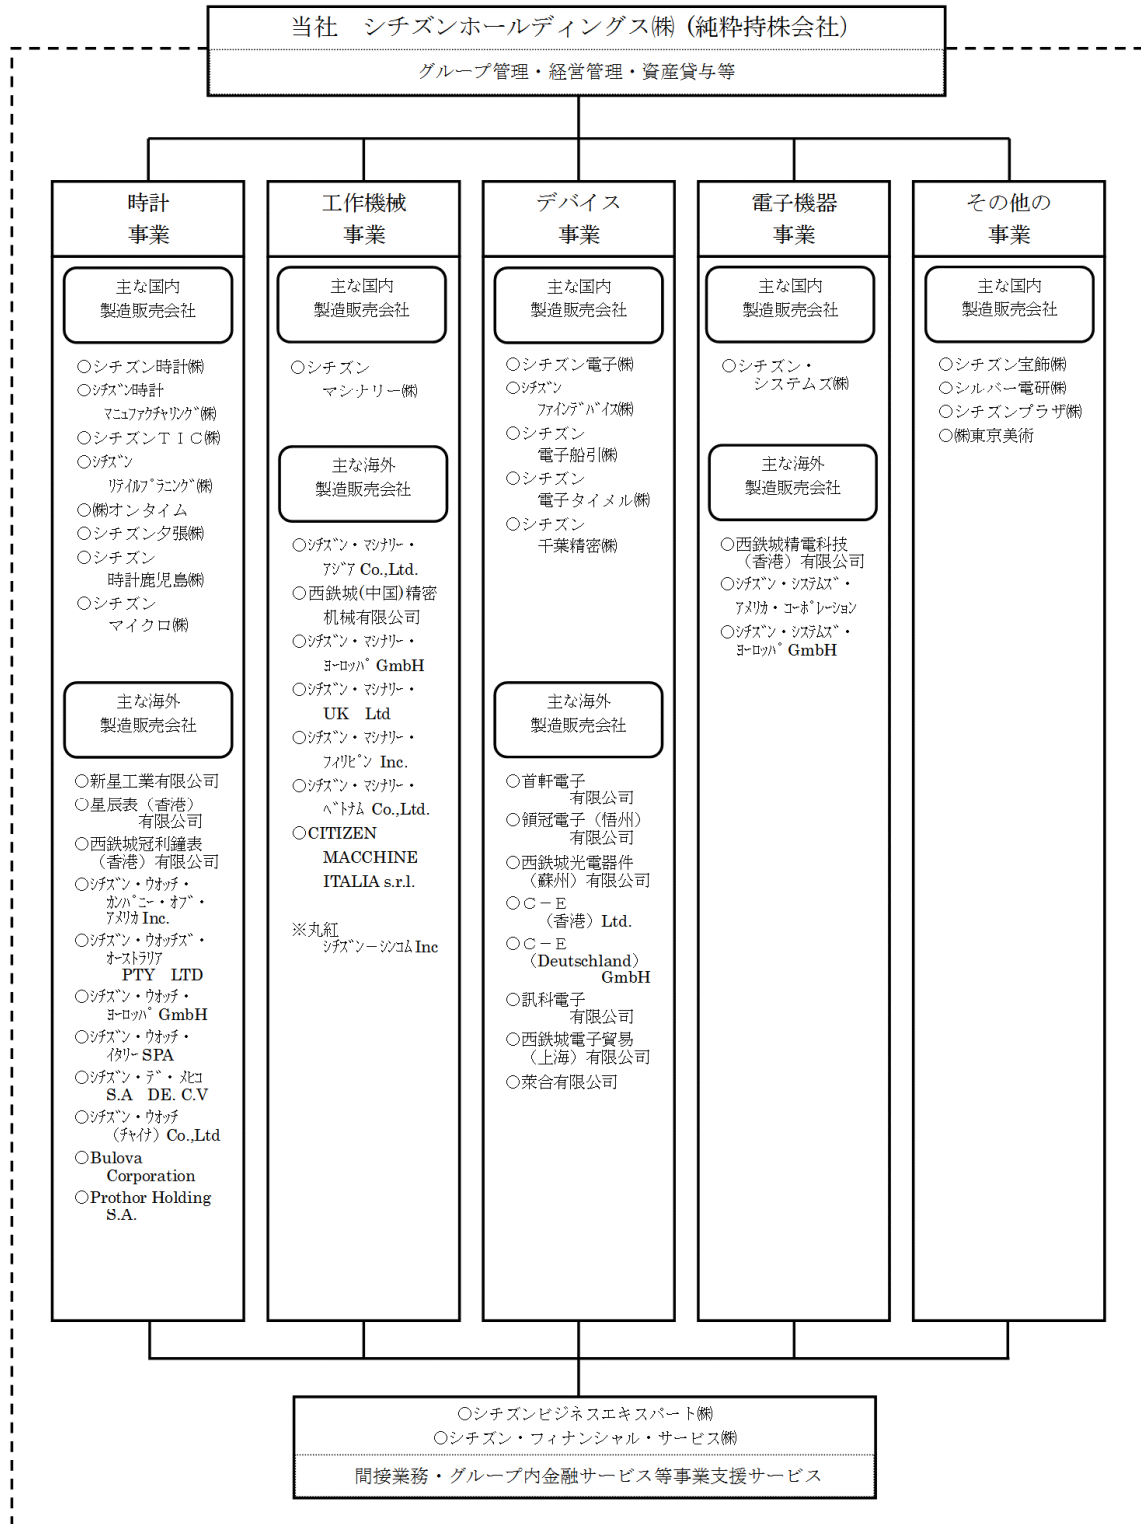 当社　シチズンホールディングス㈱（純粋持株会社）
グループ管理・経営管理・資産貸与等
時計
事業
主な国内
製造販売会社
○シチズン時計㈱
○ｼﾁｽﾞﾝ時計
ﾏﾆｭﾌｧｸﾁｬﾘﾝｸﾞ㈱
○シチズンＴＩＣ㈱
○ｼﾁｽﾞﾝ
ﾘﾃｲﾙﾌﾟﾗﾆﾝｸﾞ㈱
○㈱オンタイム
○シチズン夕張㈱
○シチズン
時計鹿児島㈱
○シチズン
マイクロ㈱
主な海外
製造販売会社
○新星工業有限公司
○星辰表（香港）
有限公司
○西鉄城冠利鐘表
（香港）有限公司
○ｼﾁｽﾞﾝ・ｳｵｯﾁ・
ｶﾝﾊﾟﾆｰ・ｵﾌﾞ・
ｱﾒﾘｶ Inc.
○ｼﾁｽﾞﾝ・ｳｵｯﾁｽﾞ・
ｵｰｽﾄﾗﾘｱ
PTY　LTD
○ｼﾁｽﾞﾝ・ｳｵｯﾁ・
ﾖｰﾛｯﾊﾟ GmbH
○ｼﾁｽﾞﾝ・ｳｵｯﾁ・
ｲﾀﾘｰ SPA
○ｼﾁｽﾞﾝ・ﾃﾞ・ﾒﾋｺ
S.A　DE. C.V
○ｼﾁｽﾞﾝ・ｳｵｯﾁ
（ﾁｬｲﾅ）Co.,Ltd
○Bulova
Corporation
○Prothor Holding
S.A.
工作機械
事業
主な国内
製造販売会社
○シチズン
マシナリー㈱
主な海外
製造販売会社
○ｼﾁｽﾞﾝ・ﾏｼﾅﾘｰ・
ｱｼﾞｱ Co.,Ltd.
○西鉄城(中国)精密
机械有限公司
○ｼﾁｽﾞﾝ・ﾏｼﾅﾘｰ・
ﾖｰﾛｯﾊﾟ GmbH
○ｼﾁｽﾞﾝ・ﾏｼﾅﾘｰ・
UK　Ltd
○ｼﾁｽﾞﾝ・ﾏｼﾅﾘｰ・
ﾌｨﾘﾋﾟﾝ Inc.
○ｼﾁｽﾞﾝ・ﾏｼﾅﾘｰ・
ﾍﾞﾄﾅﾑ Co.,Ltd.
○CITIZEN
MACCHINE
ITALIA s.r.l.
※丸紅
ｼﾁｽﾞﾝ－ｼﾝｺﾑ Inc
デバイス
事業
主な国内
製造販売会社
○シチズン電子㈱
○ｼﾁｽﾞﾝ
ﾌｧｲﾝﾃﾞﾊﾞｲｽ㈱
○シチズン
電子船引㈱
○シチズン
電子タイメル㈱
○シチズン
千葉精密㈱
主な海外
製造販売会社
○首軒電子
有限公司
○領冠電子（梧州）
有限公司
○西鉄城光電器件
（蘇州）有限公司
○Ｃ－Ｅ
（香港）Ltd.
○Ｃ－Ｅ
（Deutschland）
GmbH
○訊科電子
有限公司
○西鉄城電子貿易
（上海）有限公司
○萊合有限公司
電子機器
事業
主な国内
製造販売会社
○シチズン・
システムズ㈱
主な海外
製造販売会社
○西鉄城精電科技
（香港）有限公司
○ｼﾁｽﾞﾝ・ｼｽﾃﾑｽﾞ・
ｱﾒﾘｶ・ｺｰﾎﾟﾚｰｼｮﾝ
○ｼﾁｽﾞﾝ・ｼｽﾃﾑｽﾞ・
ﾖｰﾛｯﾊﾟ GmbH
その他の
事業
主な国内
製造販売会社
○シチズン宝飾㈱
○シルバー電研㈱
○シチズンプラザ㈱
○㈱東京美術
○シチズンビジネスエキスパート㈱
○シチズン・フィナンシャル・サービス㈱
間接業務・グループ内金融サービス等事業支援サービス